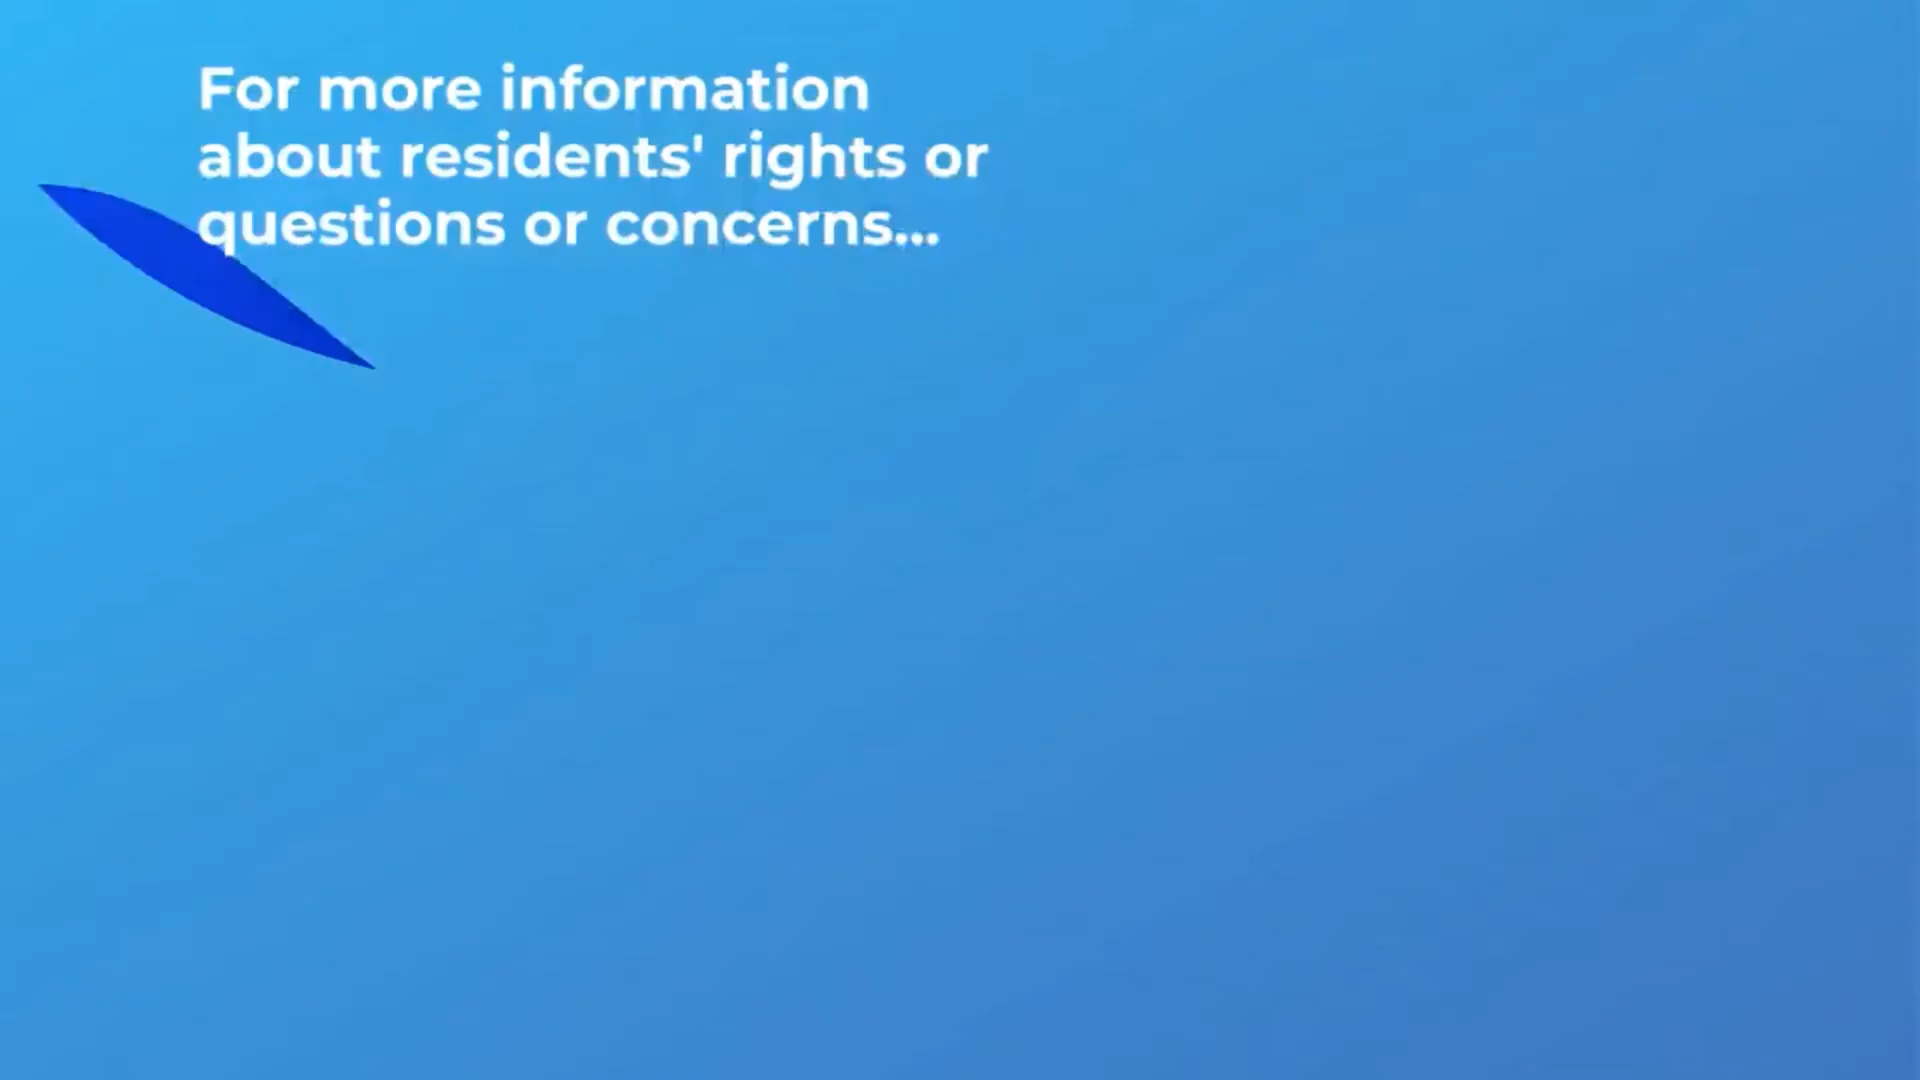 For more information
about residents' rights or
questions or concerns...